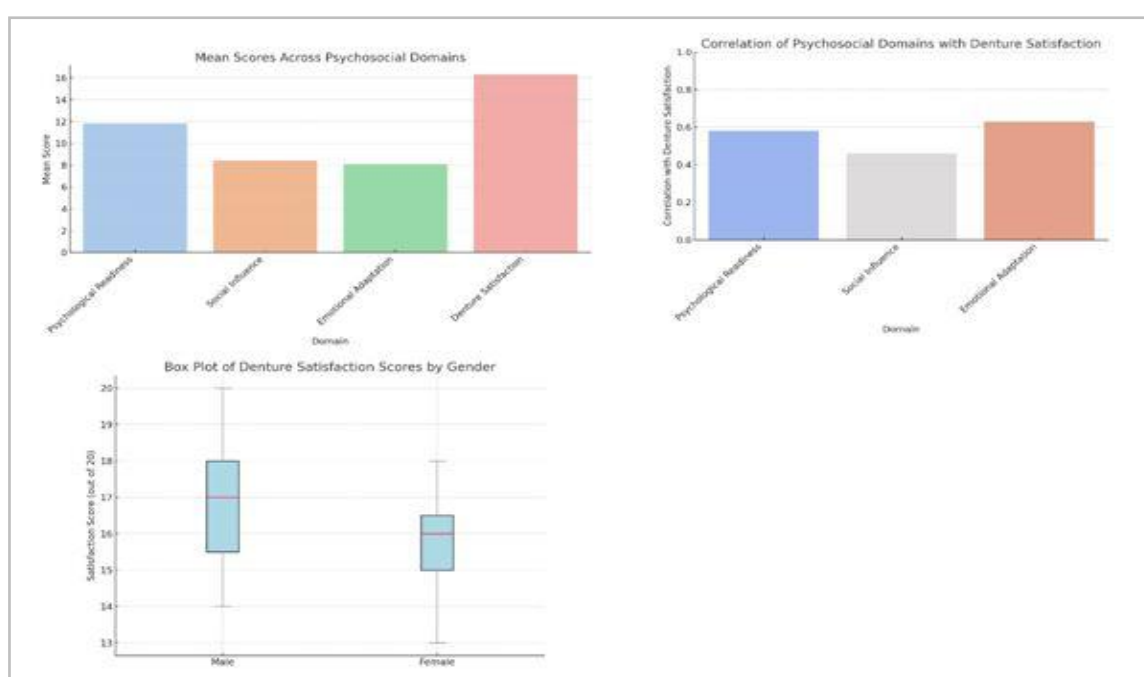 Mean Scores Across Psychosocial Domains
16
14
12
10
8
6
4
2
0
Mean Score
Psychological Readiness
Social Influence
Emotional Adaptation
Denture Satisfaction
Domain
Correlation of Psychosocial Domains with Denture Satisfaction
1.0
0.8
0.6
0.4
0.2
0.0
Correlation with Denture Satisfaction
Psychological Readiness
Social Influence
Emotional Adaptation
Domain
Box Plot of Denture Satisfaction Scores by Gender
20
19
18
17
16
15
14
13
Satisfaction Score (out of 20)
Male
Female